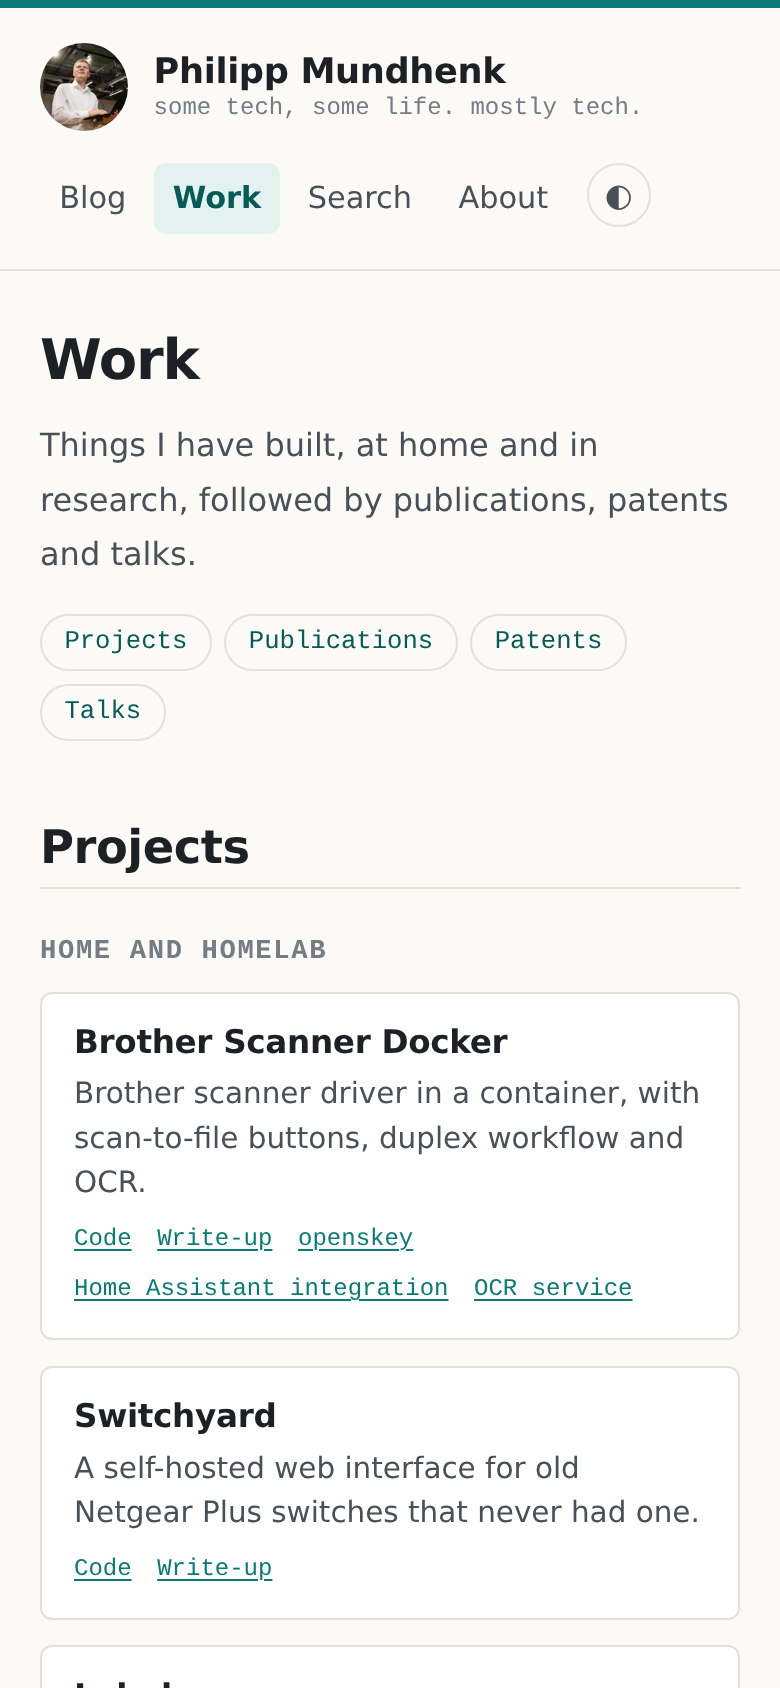 Philipp Mundhenk
some tech, some life. mostly tech.
Blog Work Search About
Work
Things I have built, at home and in
research, followed by publications, patents
and talks.
Projects Publications Patents
Talks
Projects
HOME AND HOMELAB
Brother Scanner Docker
Brother scanner driver in a container, with
scan-to-file buttons, duplex workflow and
OCR.
Code Write-up openskey
Home Assistant integration OCR service
Switchyard
A self-hosted web interface for old
Netgear Plus switches that never had one.
Code Write-up